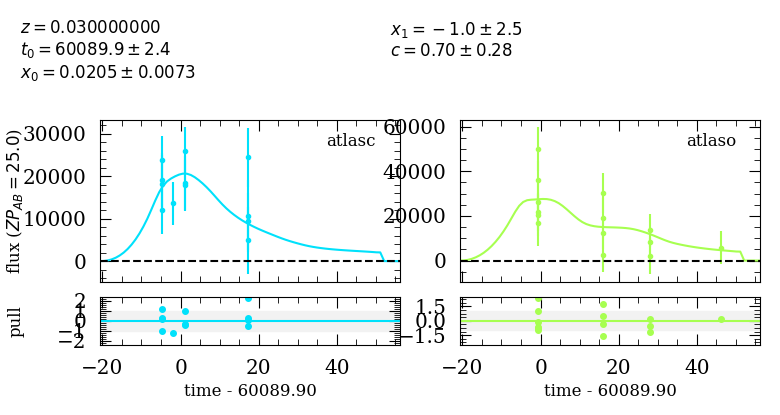 z = 0.030000000
t0 = 60089.9 ± 2.4
x0 = 0.0205 ± 0.0073
x1 = −1.0 ± 2.5
c = 0.70 ± 0.28
flux (ZP_AB = 25.0)
30000
20000
10000
0
atlasc
60000
40000
20000
0
atlaso
pull
2
1
0
−1
−2
1.5
0.0
−1.5
−20 0 20 40
−20 0 20 40
time - 60089.90
time - 60089.90